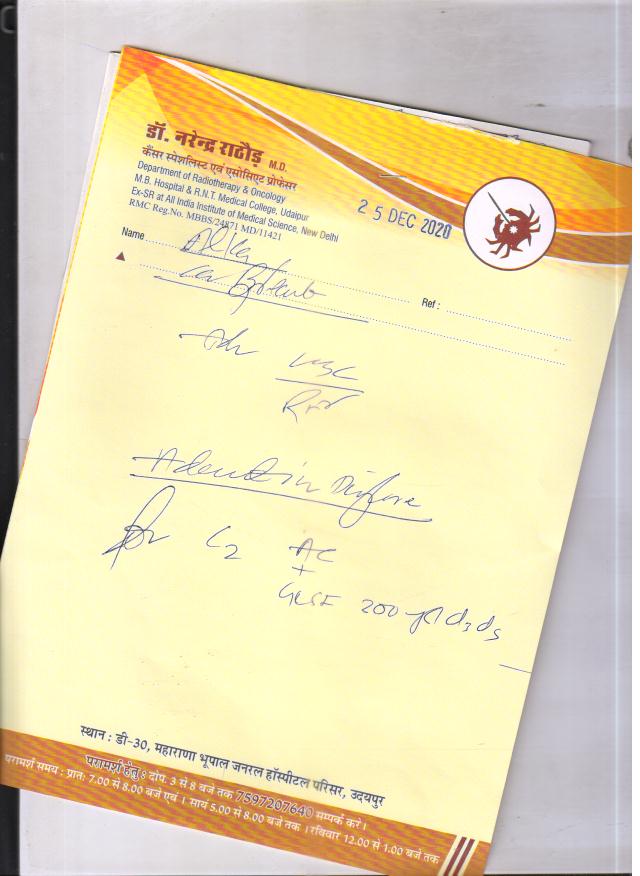 डॉ. नरेन्द्र राठौड़ M.D.
कैंसर स्पेशलिस्ट एवं एसोसिएट प्रोफेसर
Department of Radiotherapy & Oncology
M.B. Hospital & R.N.T. Medical College, Udaipur
Ex-SR at All India Institute of Medical Science, New Delhi
RMC Reg.No. MBBS/24871 MD/11421
25 DEC 2020
Name Alka
Ref :
Ca
Adv
Admit in
for C2 AC
+
GCSF 200 d3 d5
स्थान : डी-30, महाराणा भूपाल जनरल हॉस्पीटल परिसर, उदयपुर
परामर्श हेतु : दोप. 3 से 8 बजे तक 7597207640 सम्पर्क करे।
परामर्श समय : प्रातः 7.00 से 8.00 बजे एवं । सायं 5.00 से 8.00 बजे तक । रविवार 12.00 से 1.00 बजे तक